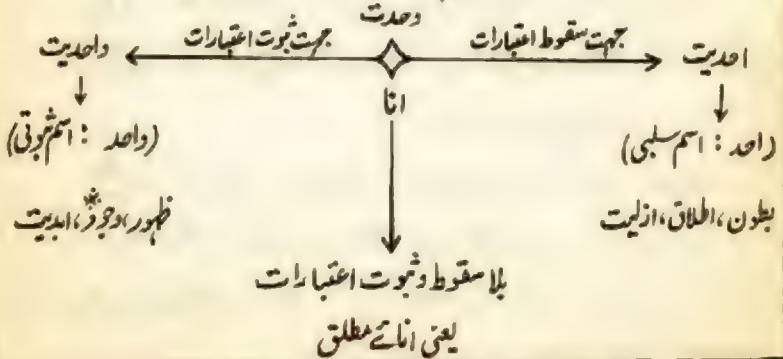 وحدت
احدیت جہت سقوط اعتبارات جہت ثبوت اعتبارات واحدیت
انا
(احد : اسم سلبی) (واحد : اسم ثبوتی)
بطون، اطلاق، ازلیت ظہور، وجود*، ابدیت
بلا سقوط و ثبوت اعتبارات
یعنی انائے مطلق